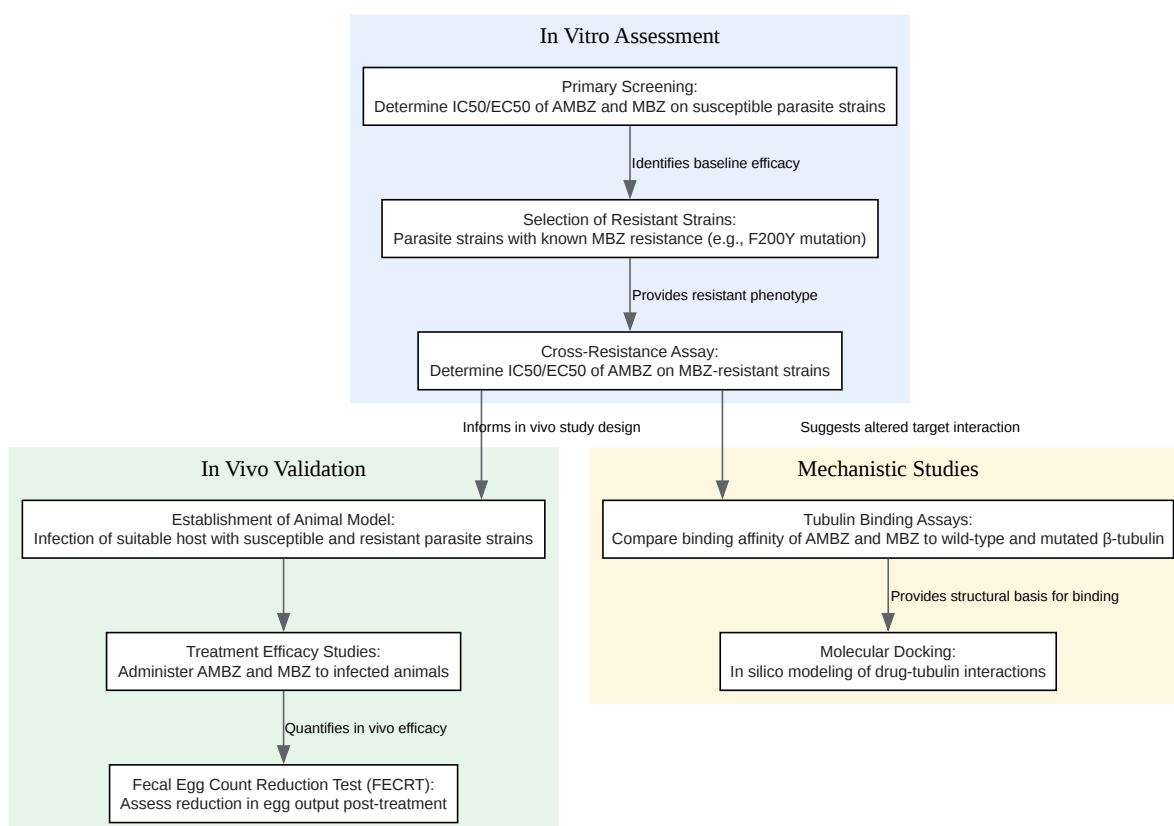 In Vitro Assessment
Primary Screening:
Determine IC50/EC50 of AMBZ and MBZ on susceptible parasite strains
Identifies baseline efficacy
Selection of Resistant Strains:
Parasite strains with known MBZ resistance (e.g., F200Y mutation)
Provides resistant phenotype
Cross-Resistance Assay:
Determine IC50/EC50 of AMBZ on MBZ-resistant strains
Informs in vivo study design
Suggests altered target interaction
In Vivo Validation
Establishment of Animal Model:
Infection of suitable host with susceptible and resistant parasite strains
Treatment Efficacy Studies:
Administer AMBZ and MBZ to infected animals
Quantifies in vivo efficacy
Fecal Egg Count Reduction Test (FECRT):
Assess reduction in egg output post-treatment
Mechanistic Studies
Tubulin Binding Assays:
Compare binding affinity of AMBZ and MBZ to wild-type and mutated β-tubulin
Provides structural basis for binding
Molecular Docking:
In silico modeling of drug-tubulin interactions